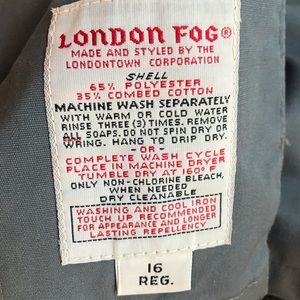 LONDON FOG®
MADE AND STYLED BY THE
LONDONTOWN CORPORATION
SHELL
65% POLYESTER
35% COMBED COTTON
MACHINE WASH SEPARATELY
WITH WARM OR COLD WATER
RINSE THREE (3) TIMES. REMOVE
ALL SOAPS. DO NOT SPIN DRY OR
WRING. HANG TO DRIP DRY.
-OR-
COMPLETE WASH CYCLE
PLACE IN MACHINE DRYER
TUMBLE DRY AT 160° F
ONLY NON-CHLORINE BLEACH,
WHEN NEEDED
DRY CLEANABLE
WASHING AND COOL IRON
TOUCH UP RECOMMENDED
FOR APPEARANCE AND LONGER
LASTING REPELLENCY
16
REG.